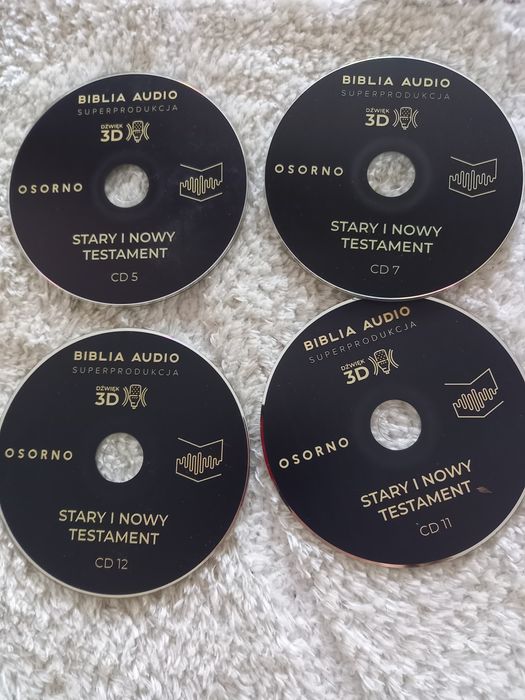 BIBLIA AUDIO
SUPERPRODUKCJA
DŹWIĘK
3D
OSORNO
STARY I NOWY
TESTAMENT
CD 5
BIBLIA AUDIO
SUPERPRODUKCJA
DŹWIĘK
3D
OSORNO
STARY I NOWY
TESTAMENT
CD 7
BIBLIA AUDIO
SUPERPRODUKCJA
DŹWIĘK
3D
OSORNO
STARY I NOWY
TESTAMENT
CD 12
BIBLIA AUDIO
SUPERPRODUKCJA
DŹWIĘK
3D
OSORNO
STARY I NOWY
TESTAMENT
CD 11